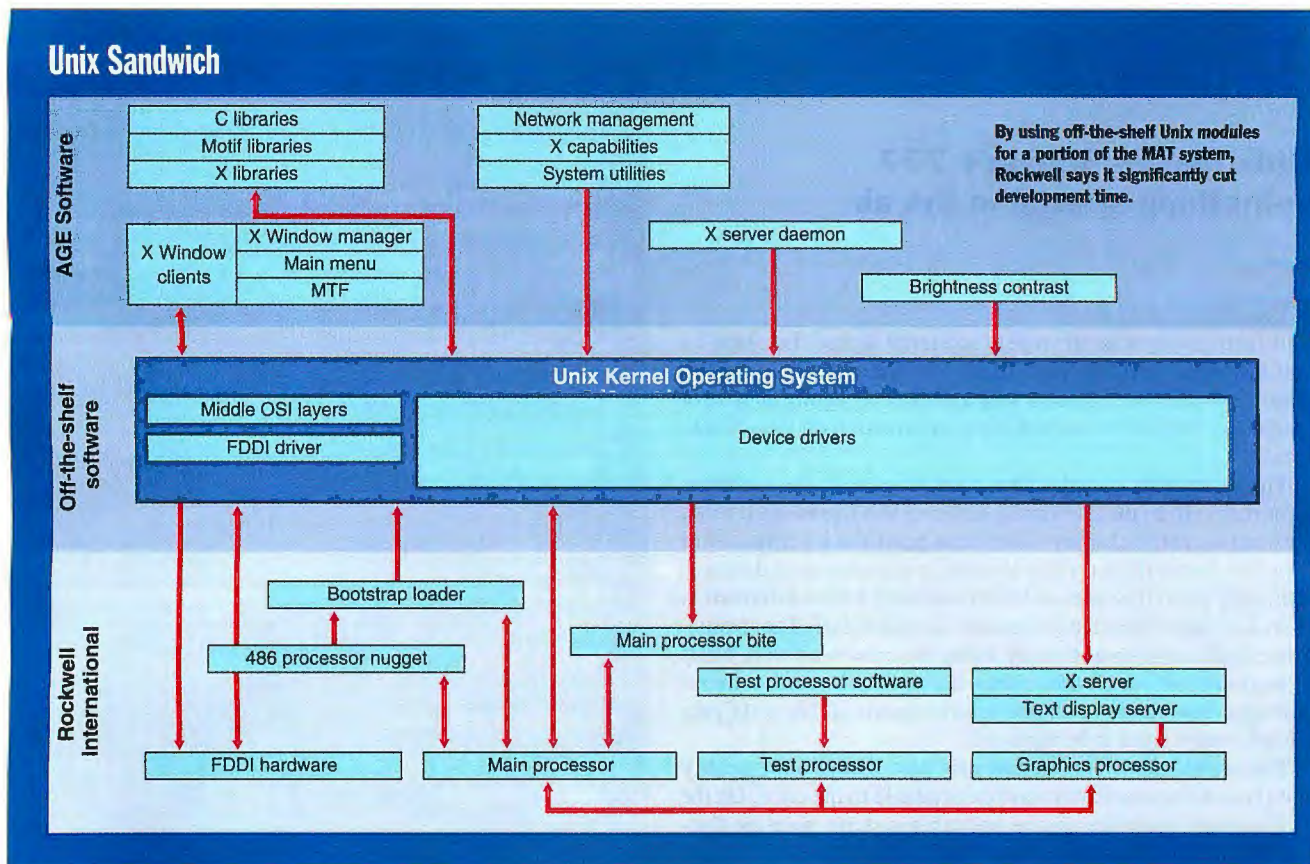 Unix Sandwich
AGE Software
C libraries
Motif libraries
X libraries
Network management
X capabilities
System utilities
By using off-the-shelf Unix modules
for a portion of the MAT system,
Rockwell says it significantly cut
development time.
X Window
clients
X Window manager
Main menu
MTF
X server daemon
Brightness contrast
Off-the-shelf
software
Unix Kernel Operating System
Middle OSI layers
FDDI driver
Device drivers
Rockwell
International
Bootstrap loader
486 processor nugget
Main processor bite
Test processor software
X server
Text display server
FDDI hardware
Main processor
Test processor
Graphics processor